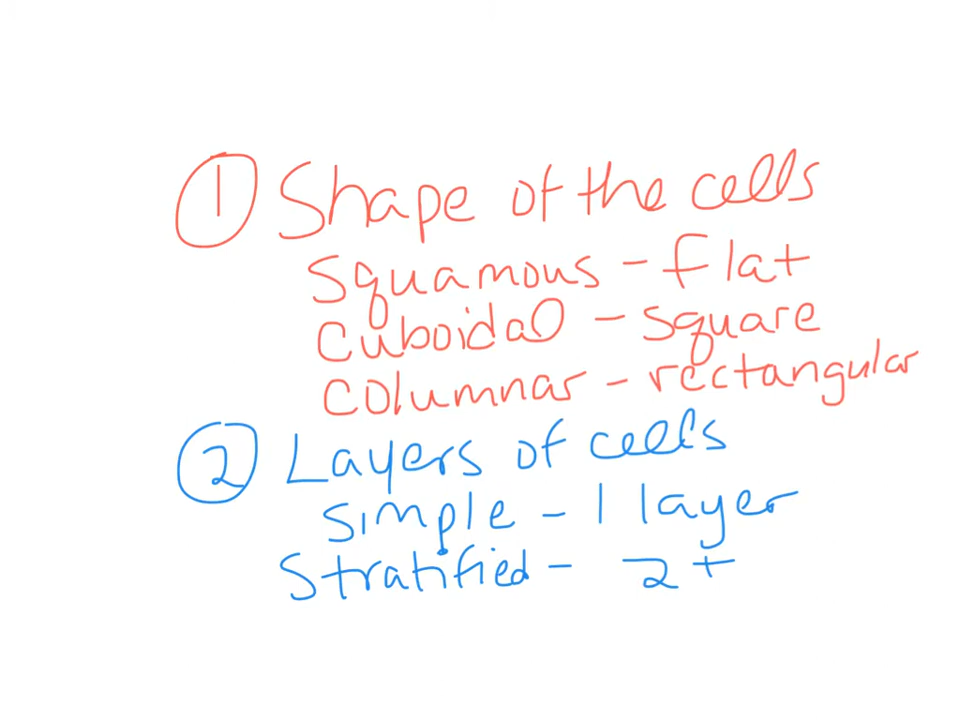 ① Shape of the cells
Squamous - flat
Cuboidal - square
Columnar - rectangular
② Layers of cells
Simple - 1 layer
Stratified - 2+